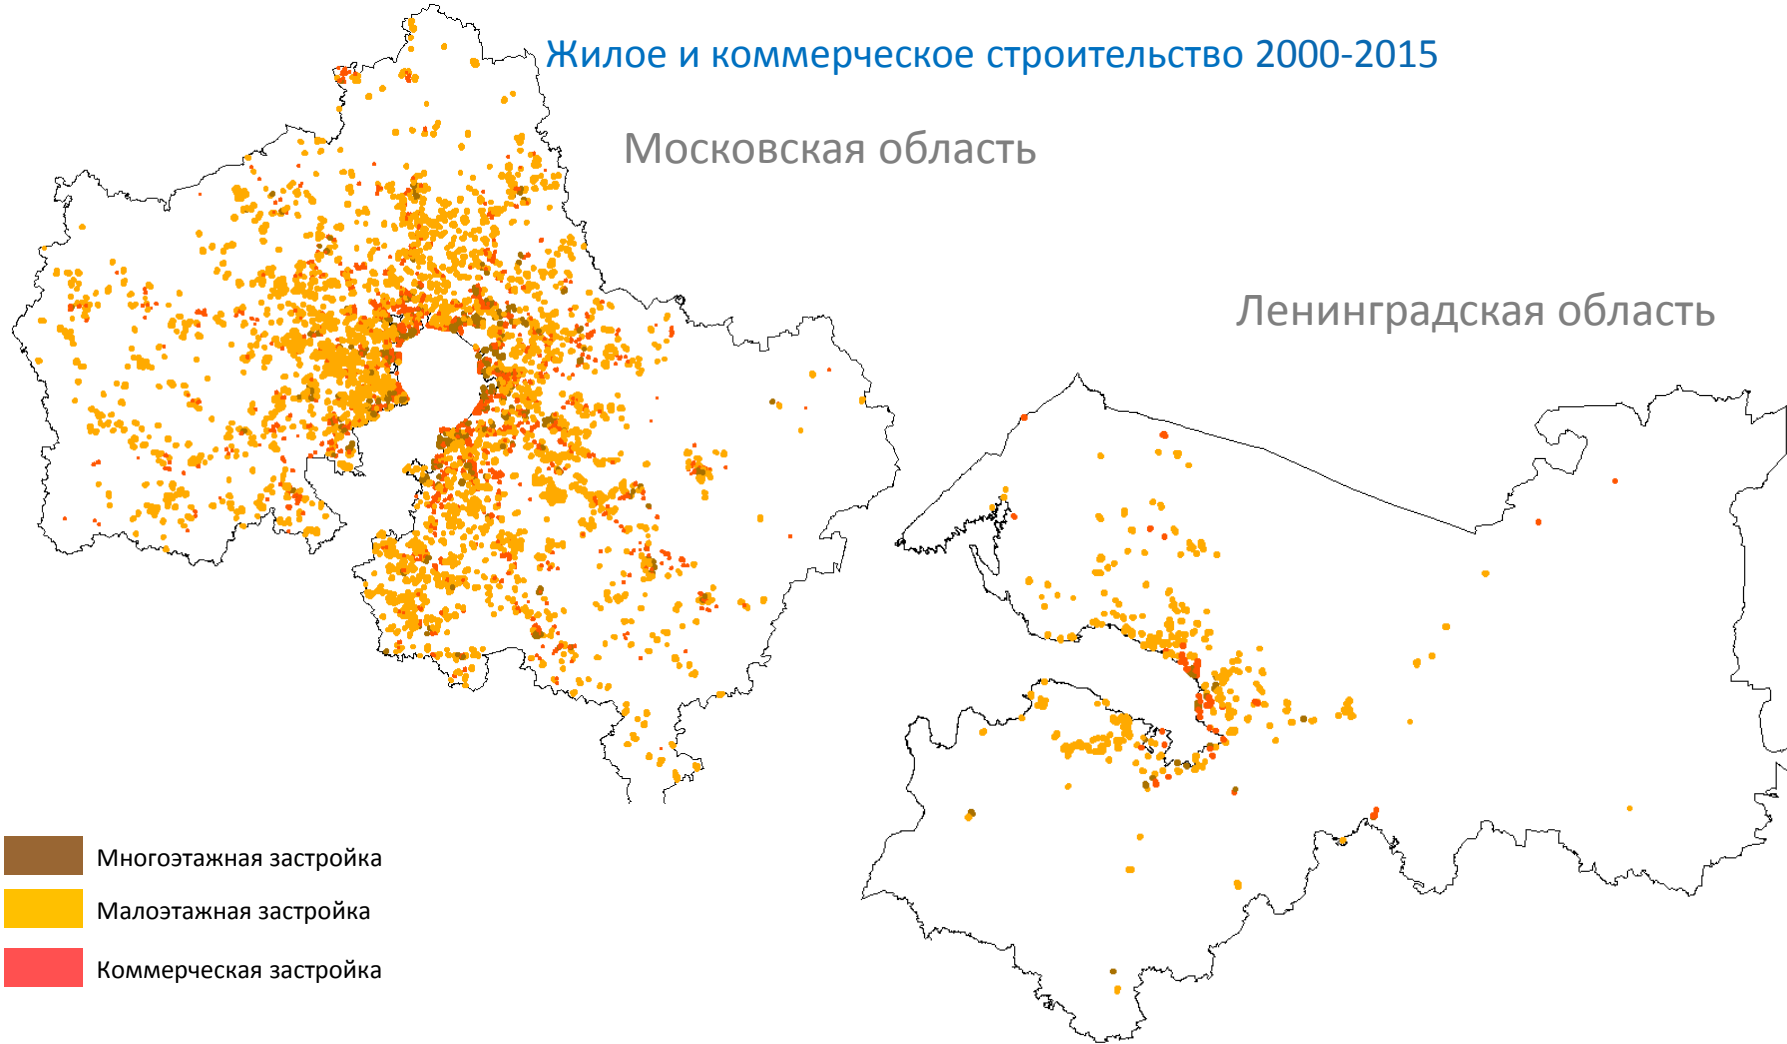 Жилое и коммерческое строительство 2000-2015
Московская область
Ленинградская область
Многоэтажная застройка
Малоэтажная застройка
Коммерческая застройка